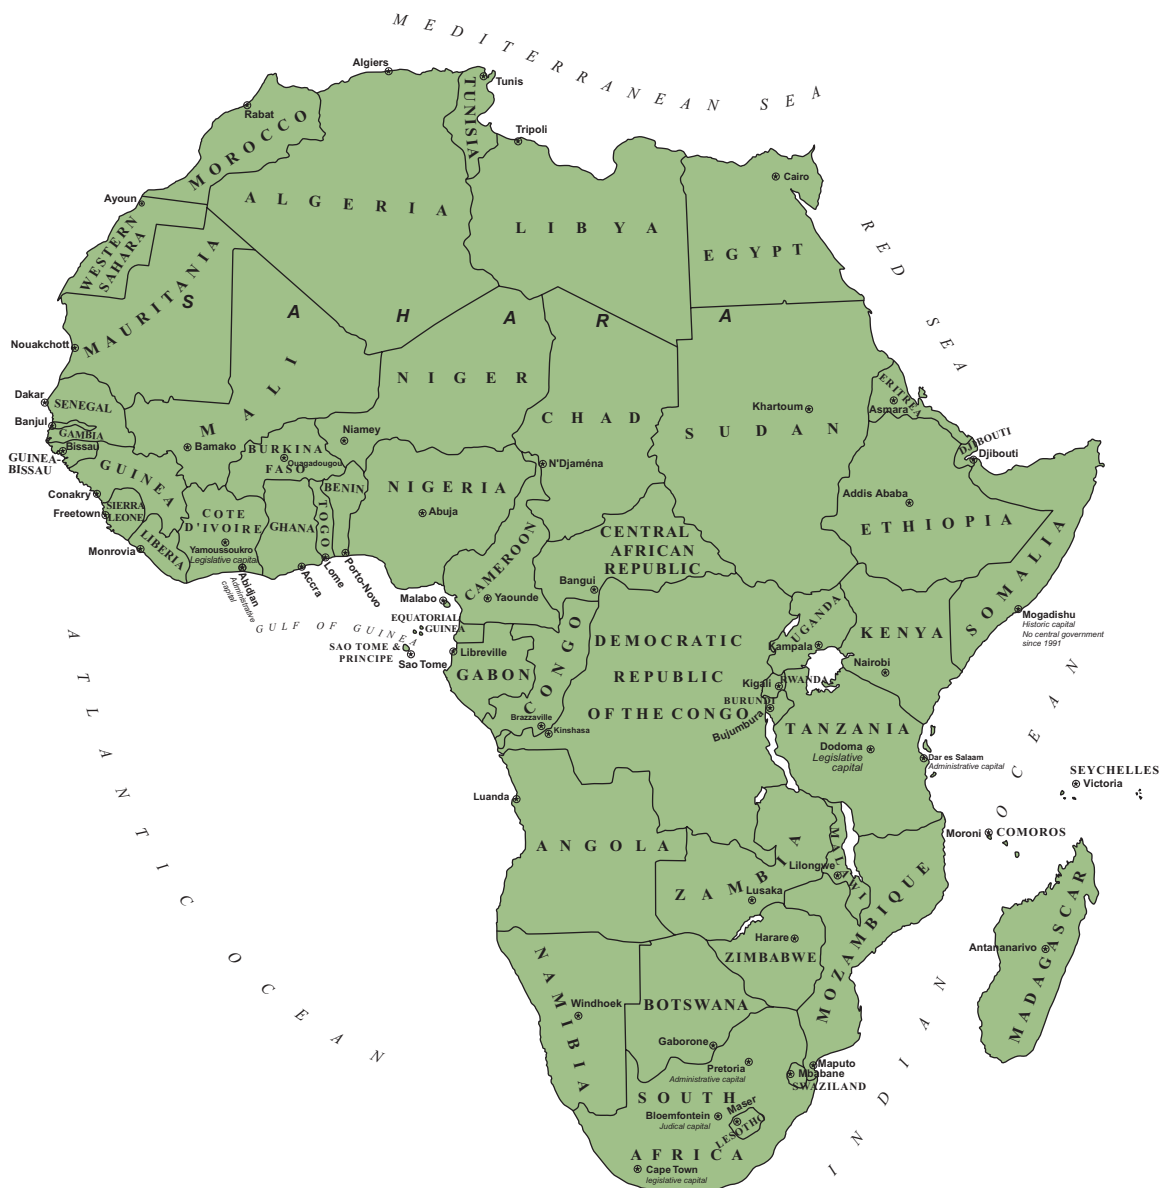 MEDITERRANEAN SEA
Algiers
Tunis
TUNISIA
Rabat
MOROCCO
Tripoli
Cairo
Ayoun
ALGERIA
LIBYA
EGYPT
RED SEA
WESTERN
SAHARA
MAURITANIA
SAHARA
Nouakchott
MALI
NIGER
CHAD
SUDAN
Khartoum
ERITREA
Asmara
Dakar
SENEGAL
Banjul
GAMBIA
Bissau
GUINEA-
BISSAU
Bamako
Niamey
BURKINA
FASO
Ouagadougou
N'Djaména
DJIBOUTI
Djibouti
GUINEA
Conakry
Freetown
SIERRA
LEONE
COTE
D'IVOIRE
Yamoussoukro
Legislative capital
GHANA
TOGO
BENIN
NIGERIA
Abuja
Addis Ababa
ETHIOPIA
SOMALIA
Monrovia
LIBERIA
Abidjan
Administrative
capital
Accra
Lome
Porto-Novo
CAMEROON
Yaounde
CENTRAL
AFRICAN
REPUBLIC
Bangui
Malabo
EQUATORIAL
GUINEA
GULF OF GUINEA
SAO TOME &
PRINCIPE
Sao Tome
Libreville
GABON
CONGO
Brazzaville
Kinshasa
DEMOCRATIC
REPUBLIC
OF THE CONGO
UGANDA
Kampala
KENYA
Nairobi
Mogadishu
Historic capital
No central government
since 1991
Kigali
RWANDA
BURUNDI
Bujumbura
TANZANIA
Dodoma
Legislative
capital
Dar es Salaam
Administrative capital
SEYCHELLES
Victoria
ATLANTIC OCEAN
Luanda
ANGOLA
ZAMBIA
Lusaka
MALAWI
Lilongwe
Moroni
COMOROS
MOZAMBIQUE
Harare
ZIMBABWE
Antananarivo
MADAGASCAR
NAMIBIA
Windhoek
BOTSWANA
Gaborone
Pretoria
Administrative capital
Maputo
Mbabane
SWAZILAND
SOUTH
AFRICA
Bloemfontein
Judical capital
Maser
LESOTHO
Cape Town
legislative capital
INDIAN OCEAN